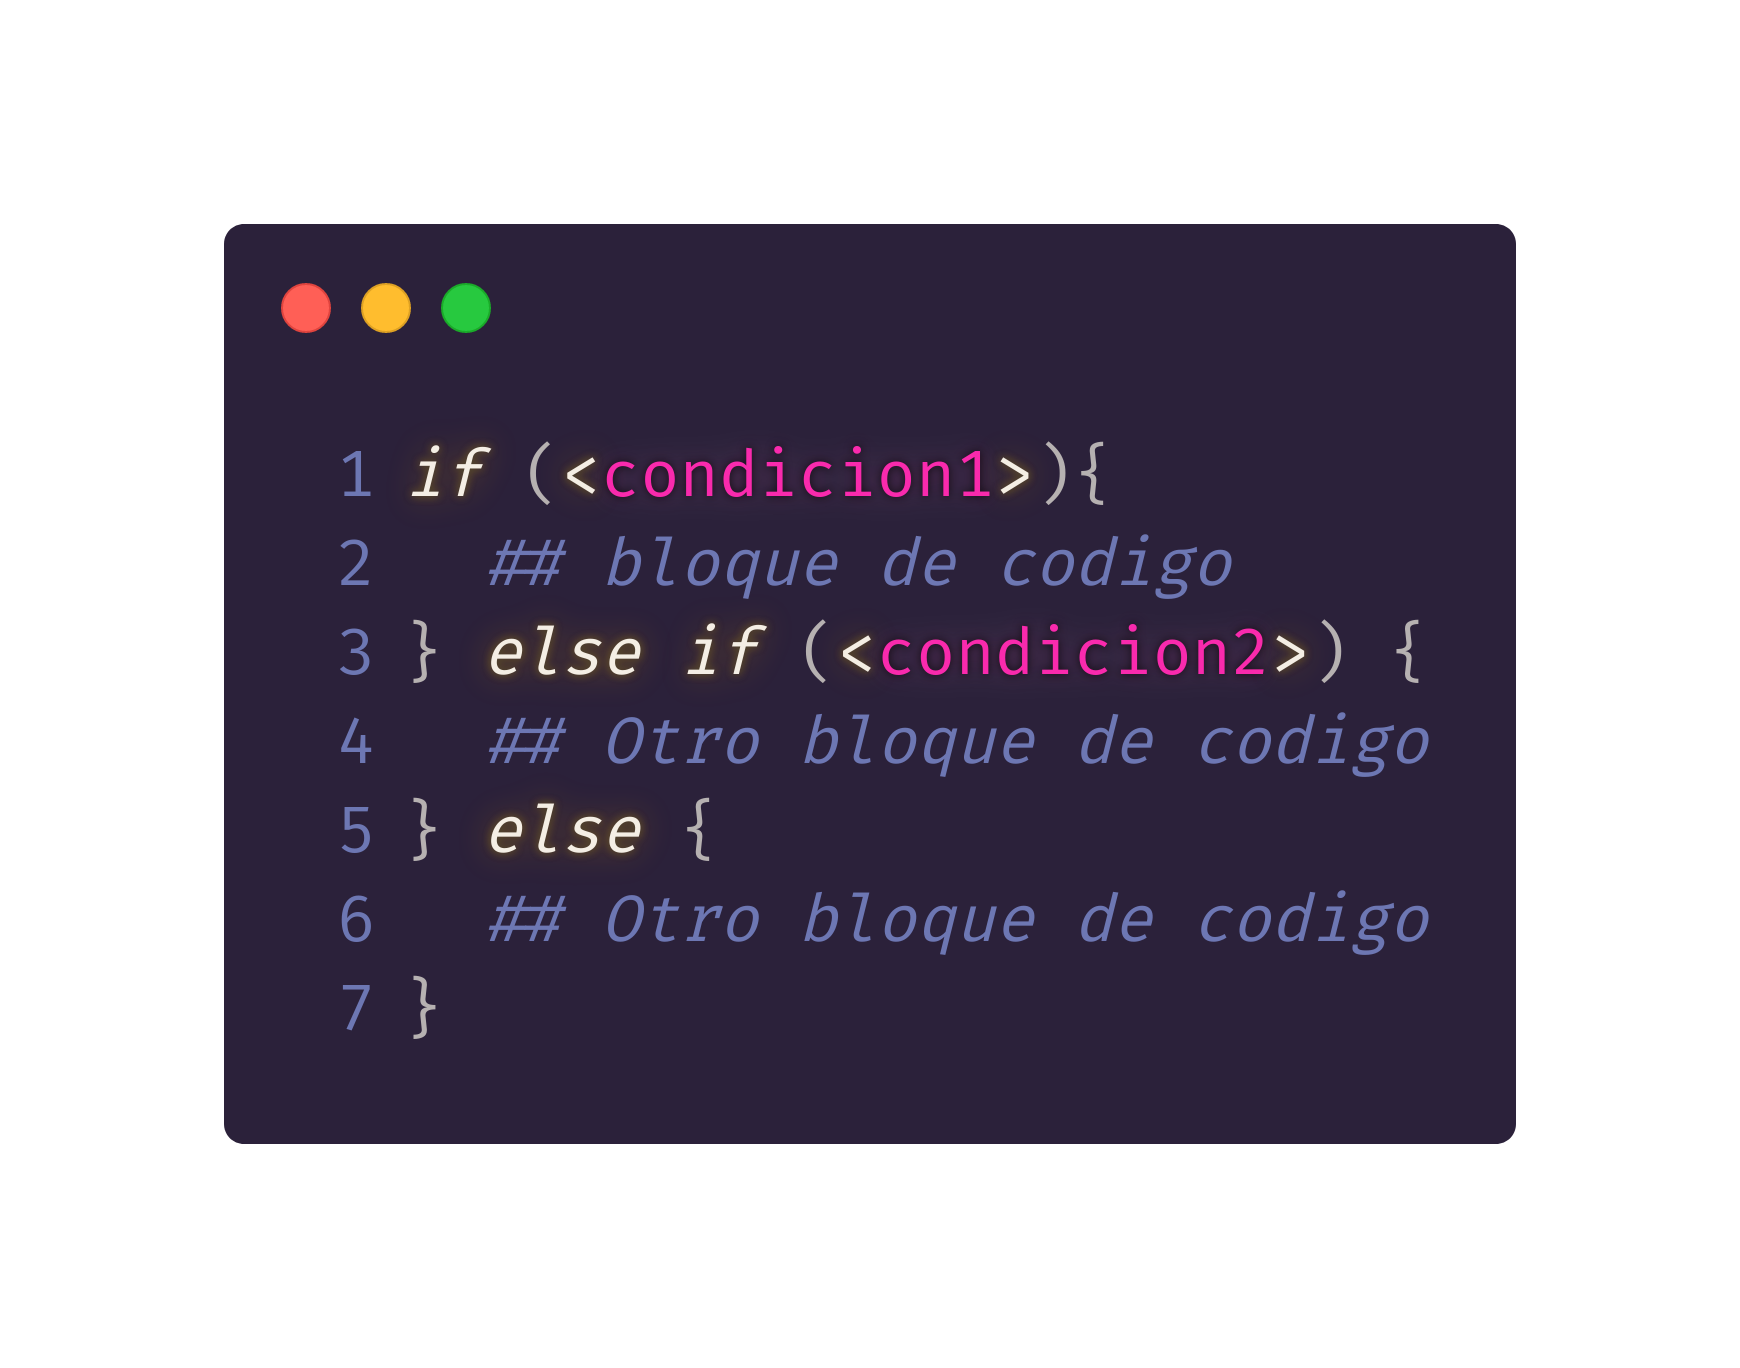 1 if (<condicion1>){
2   ## bloque de codigo
3 } else if (<condicion2>) {
4   ## Otro bloque de codigo
5 } else {
6   ## Otro bloque de codigo
7 }